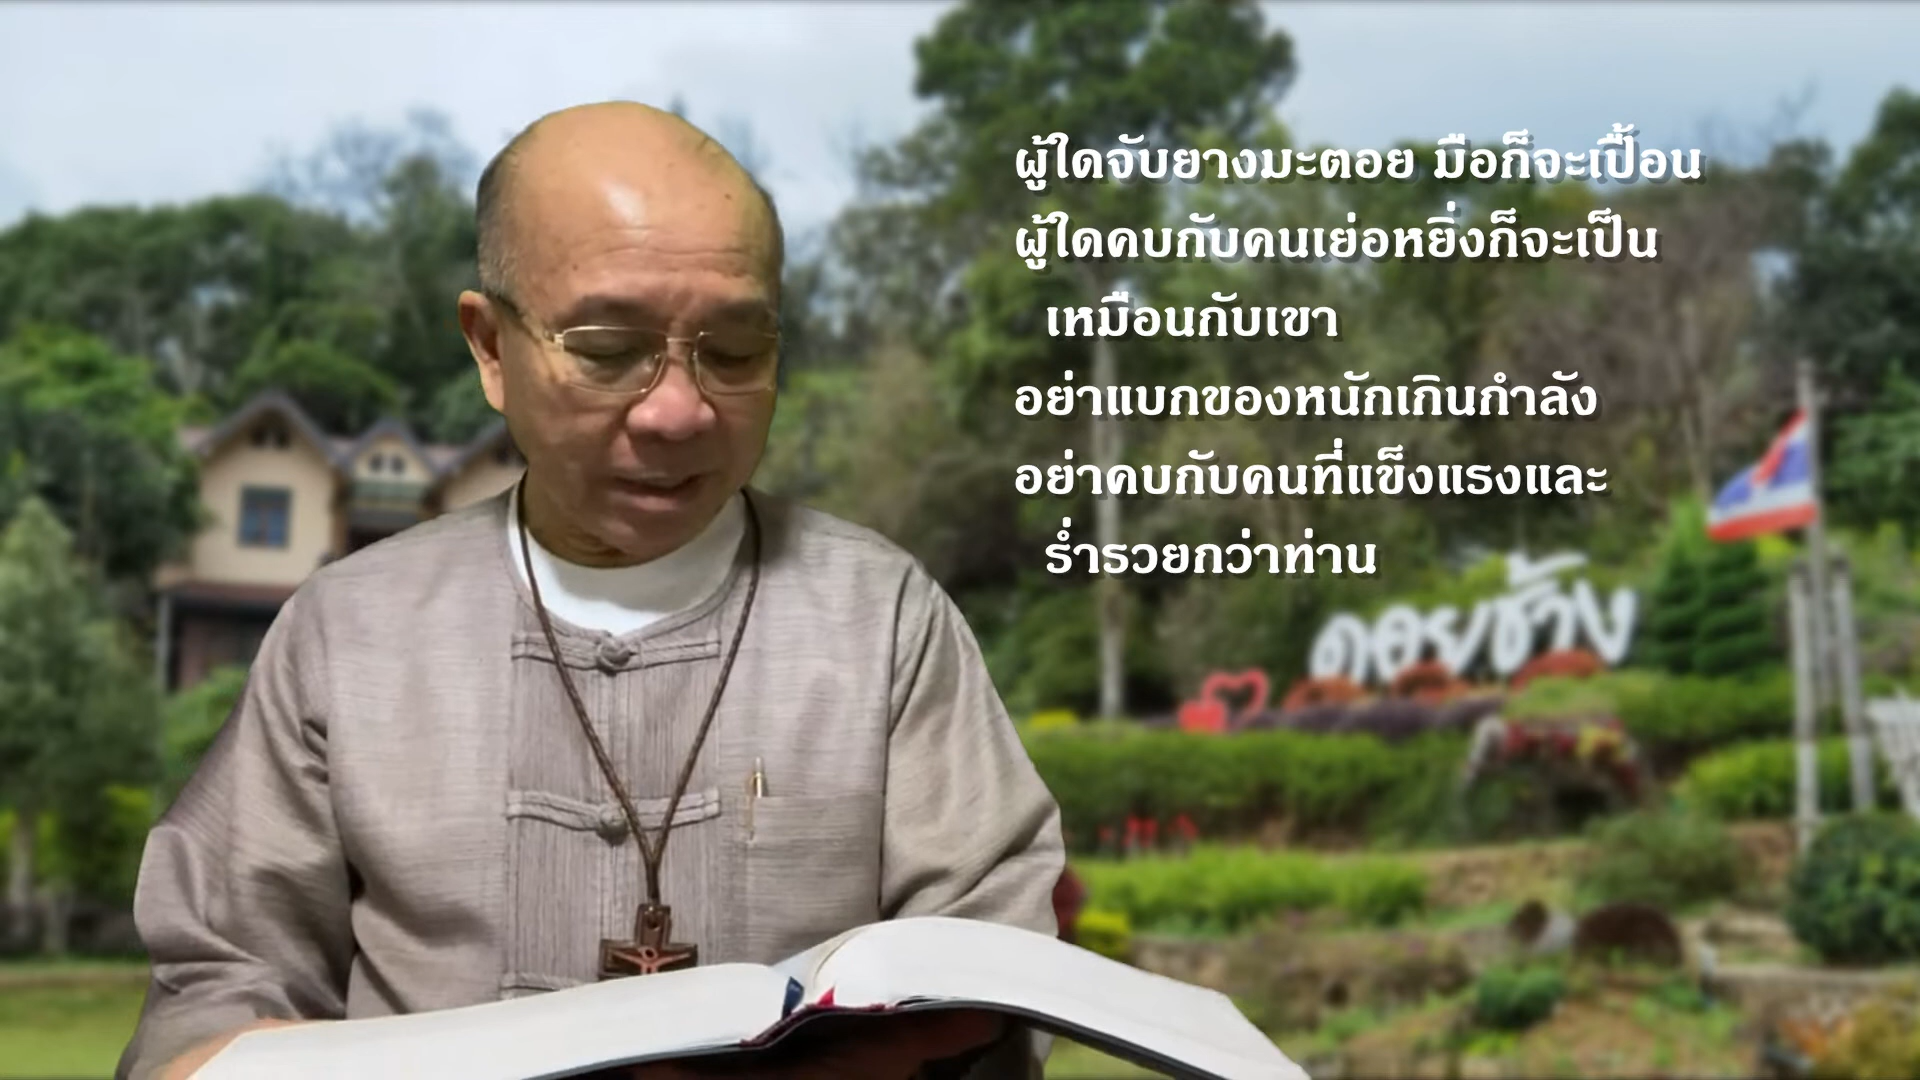 ผู้ใดจับยางมะตอย มือก็จะเปื้อน
ผู้ใดคบกับคนเย่อหยิ่งก็จะเป็น
เหมือนกับเขา
อย่าแบกของหนักเกินกำลัง
อย่าคบกับคนที่แข็งแรงและ
ร่ำรวยกว่าท่าน
ดอยช้าง